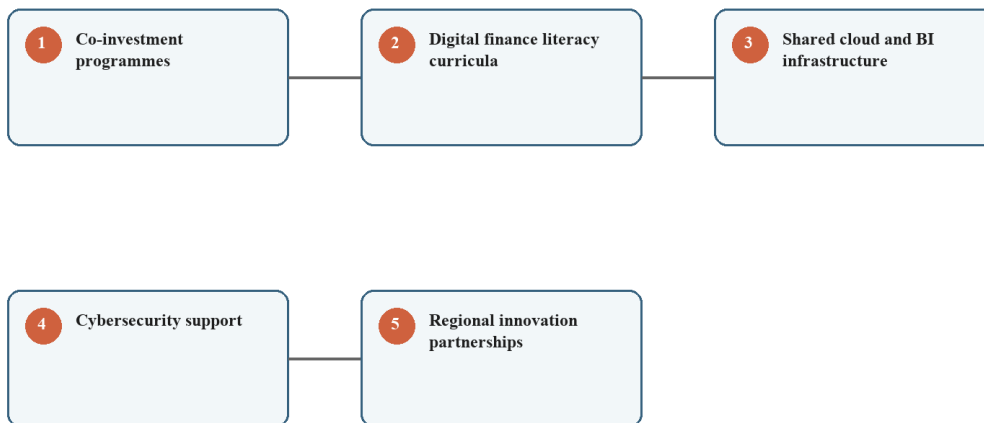 1 Co-investment
programmes
2 Digital finance literacy
curricula
3 Shared cloud and BI
infrastructure
4 Cybersecurity support
5 Regional innovation
partnerships